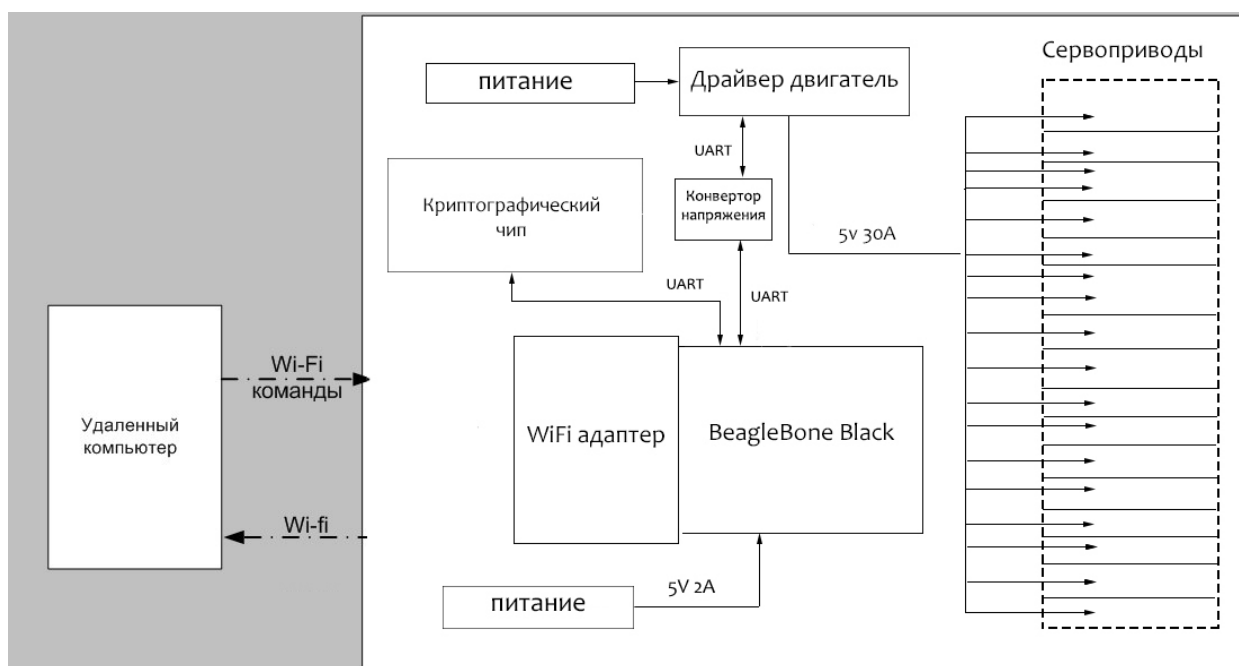 Сервоприводы
питание
Драйвер двигатель
UART
Криптографический
чип
Конвертор
напряжения
5v 30A
UART
UART
Wi-Fi
команды
Удаленный
компьютер
WiFi адаптер
BeagleBone Black
Wi-fi
5V 2A
питание